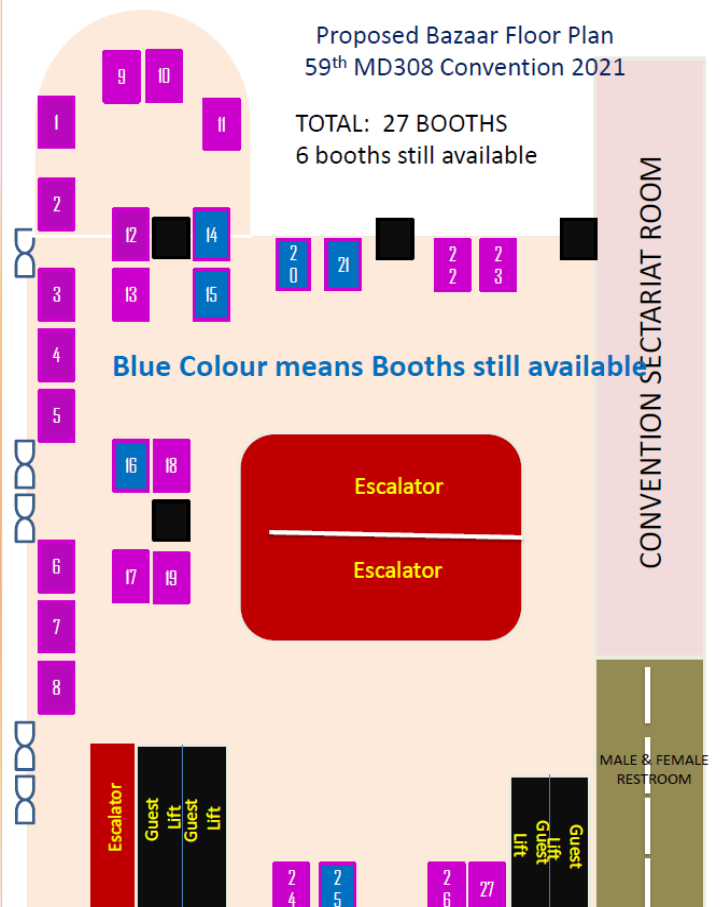 Proposed Bazaar Floor Plan
59th MD308 Convention 2021
TOTAL: 27 BOOTHS
6 booths still available
9
10
1
11
2
12
14
20
21
22
23
3
13
15
4
Blue Colour means Booths still available
5
16
18
Escalator
Escalator
6
17
19
7
8
CONVENTION SECTARIAT ROOM
MALE & FEMALE
RESTROOM
Escalator
Guest
Lift
Guest
Lift
Guest
Lift
Guest
Lift
24
25
26
27